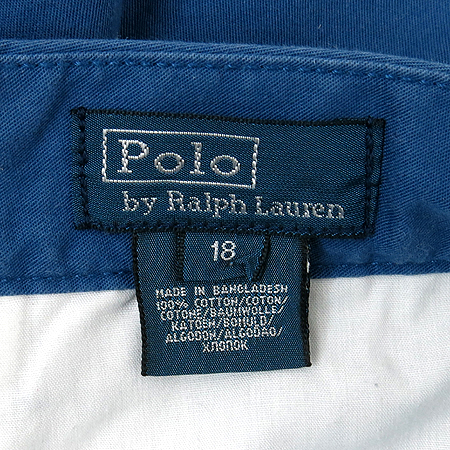 Polo
by Ralph Lauren
18
MADE IN BANGLADESH
100% COTTON/COTON/
COTONE/BAUMWOLLE/
KATOEN/BOMULD/
ALGODON/ALGODAO/
ХЛОПОК